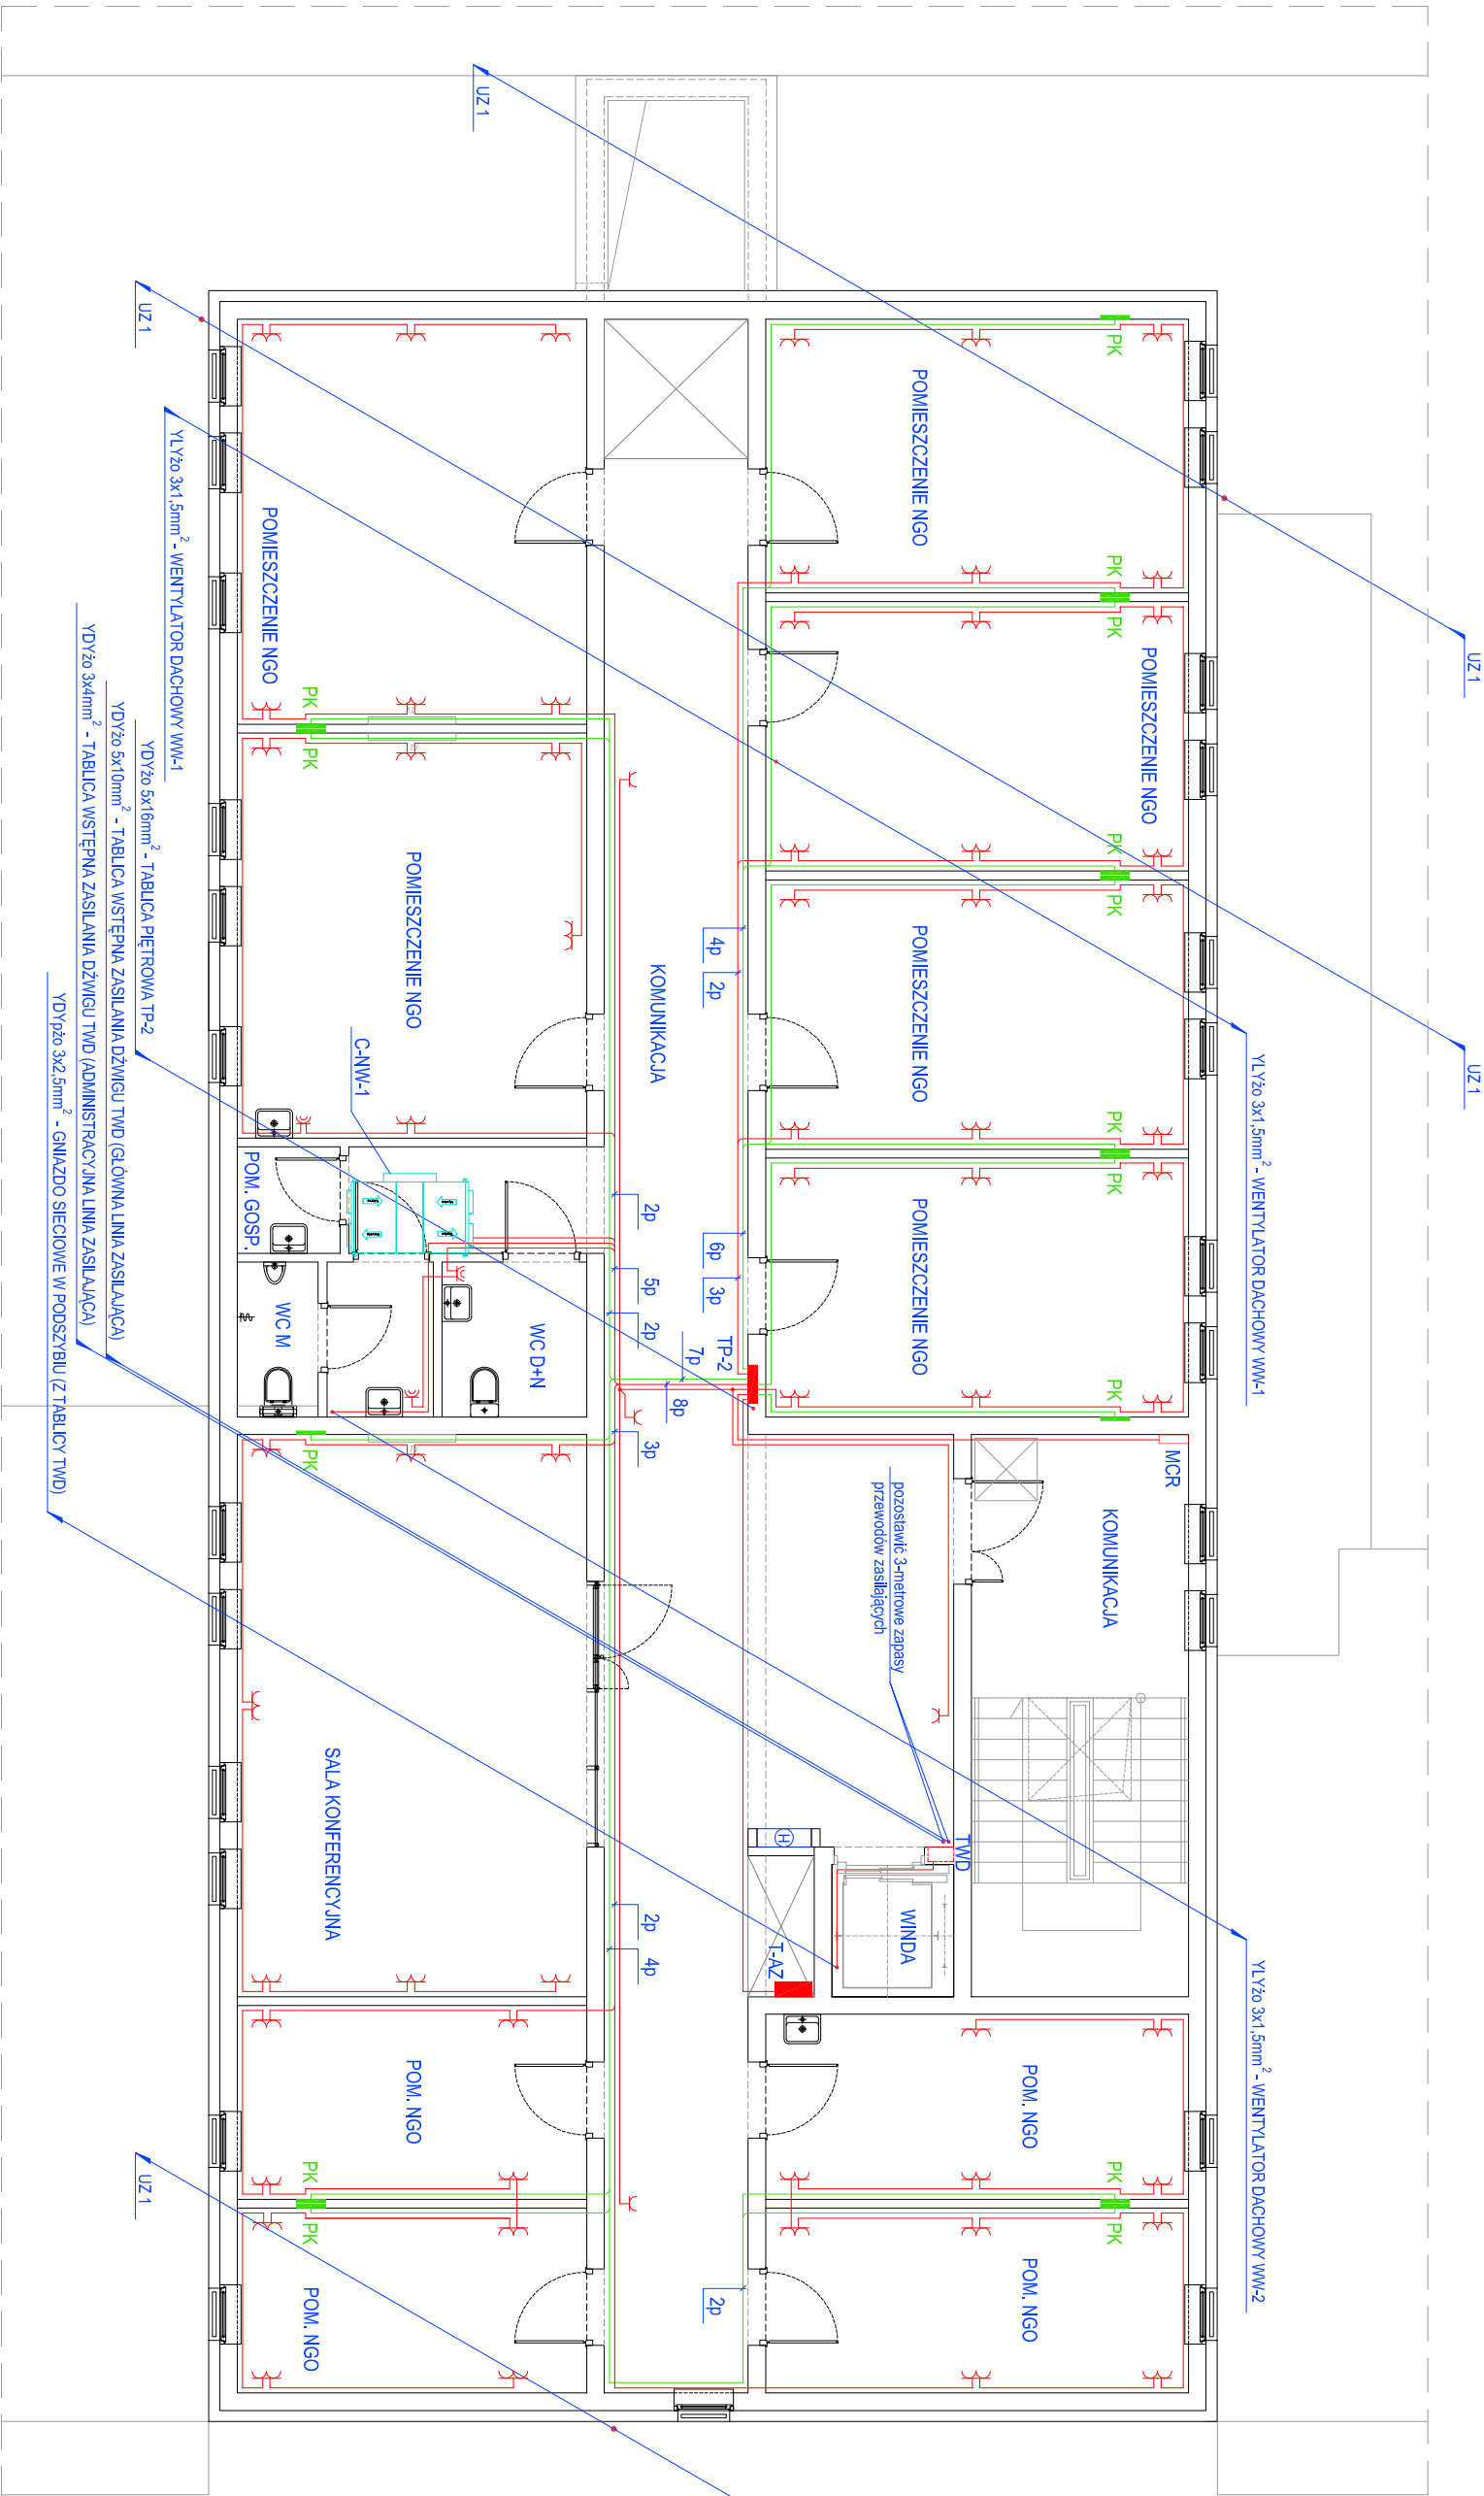 UZ 1
UZ 1
YLYżo 3x1,5mm² - WENTYLATOR DACHOWY WW-1
YLYżo 3x1,5mm² - WENTYLATOR DACHOWY WW-2
MCR
POMIESZCZENIE NGO
PK
PK
PK
PK
PK
PK
PK
KOMUNIKACJA
PK
PK
POM. NGO
POM. NGO
TWD
POMIESZCZENIE NGO
POMIESZCZENIE NGO
POMIESZCZENIE NGO
WINDA
pozostawić 3-metrowe zapasy
przewodów zasilających
H
T-AZ
TP-2
4p
2p
6p
3p
2p
7p
8p
KOMUNIKACJA
2p
5p
2p
3p
2p
4p
WC D+N
UZ 1
POMIESZCZENIE NGO
POM. NGO
C-NW-1
SALA KONFERENCYJNA
PK
PK
PK
PK
PK
POM. NGO
WC M
POMIESZCZENIE NGO
POM. GOSP.
YLYżo 3x1,5mm² - WENTYLATOR DACHOWY WW-1
UZ 1
YDYżo 5x16mm² - TABLICA PIĘTROWA TP-2
UZ 1
YDYżo 5x10mm² - TABLICA WSTĘPNA ZASILANIA DŹWIGU TWD (GŁÓWNA LINIA ZASILAJĄCA)
YDYżo 3x4mm² - TABLICA WSTĘPNA ZASILANIA DŹWIGU TWD (ADMINISTRACYJNA LINIA ZASILAJĄCA)
YDYpżo 3x2,5mm² - GNIAZDO SIECIOWE W PODSZYBIU (Z TABLICY TWD)